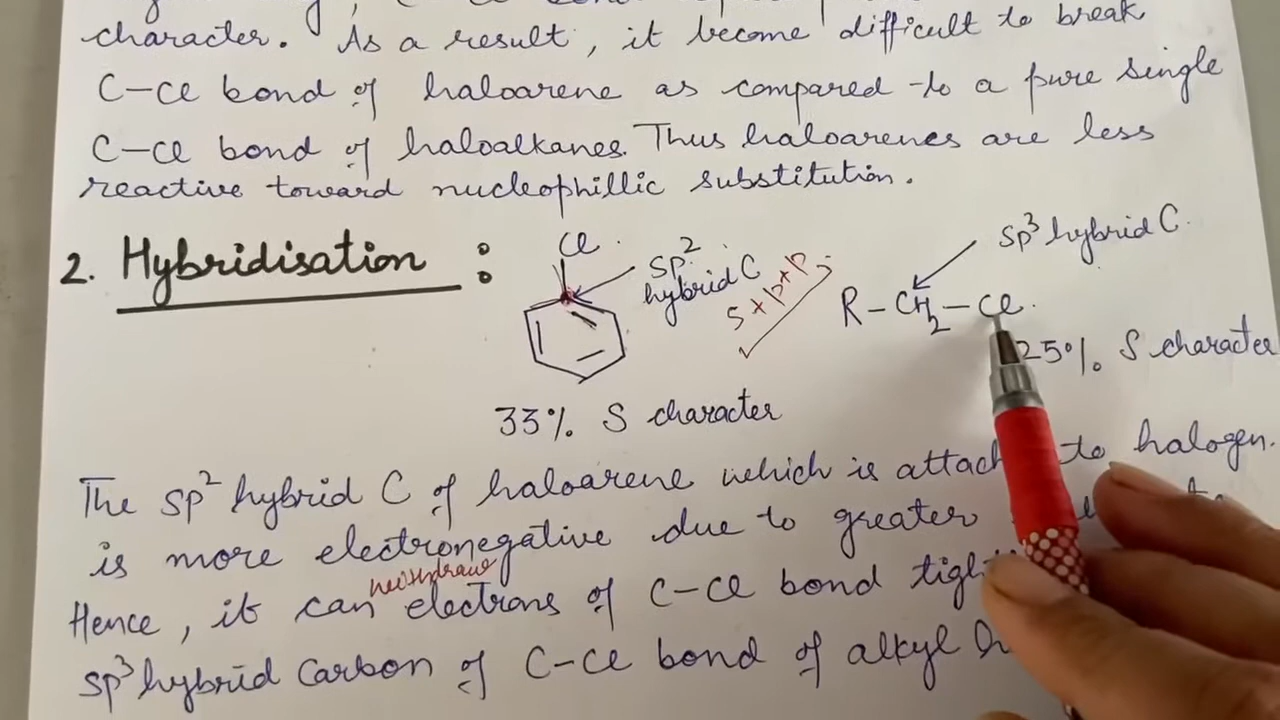 character. As a result, it become difficult to break
C-Cl bond of haloarene as compared to a pure single
C-Cl bond of haloalkanes. Thus haloarenes are less
reactive toward nucleophillic substitution.
2. Hybridisation :
Cl
sp² hybrid C
s+p+p
33% S character
sp³ hybrid C
R-CH₂-Cl
25% S character
The sp² hybrid C of haloarene which is attach to halogen.
is more electronegative due to greater
Hence, it can electrons of C-Cl bond
sp³ hybrid carbon of C-Cl bond of alkyl